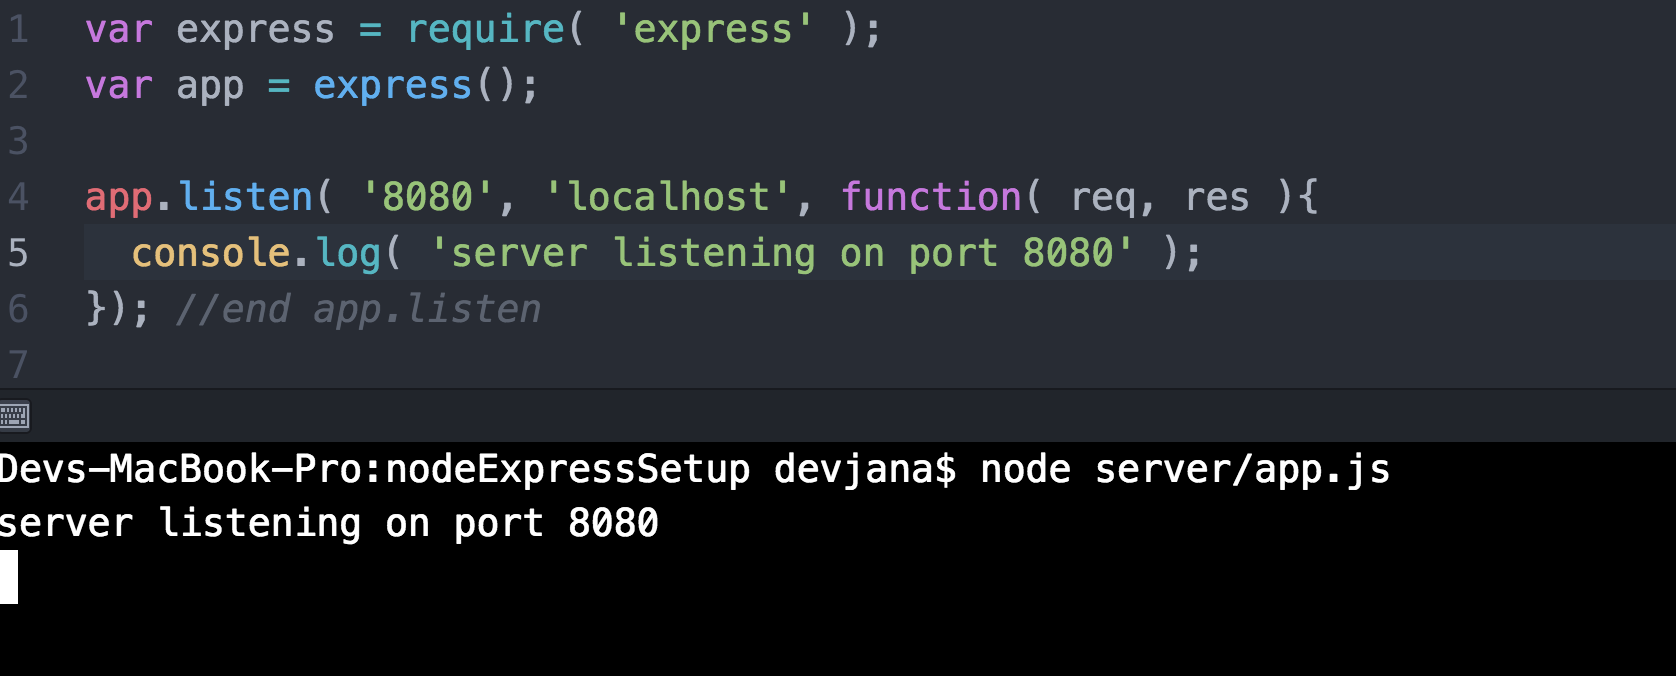 1 var express = require( 'express' );
2 var app = express();
3
4 app.listen( '8080', 'localhost', function( req, res ){
5   console.log( 'server listening on port 8080' );
6 }); //end app.listen
7
Devs-MacBook-Pro:nodeExpressSetup devjana$ node server/app.js
server listening on port 8080